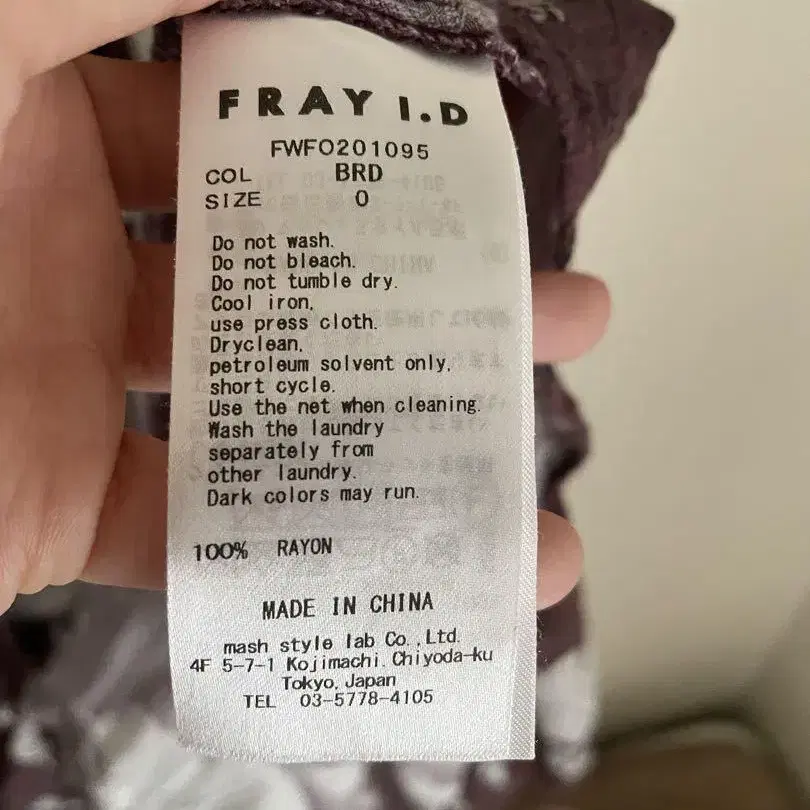 FRAY I.D
FWFO201095
COL BRD
SIZE 0
Do not wash.
Do not bleach.
Do not tumble dry.
Cool iron,
use press cloth.
Dryclean,
petroleum solvent only,
short cycle.
Use the net when cleaning.
Wash the laundry
separately from
other laundry.
Dark colors may run.
100% RAYON
MADE IN CHINA
mash style lab Co.,Ltd.
4F 5-7-1 Kojimachi. Chiyoda-ku
Tokyo, Japan
TEL 03-5778-4105